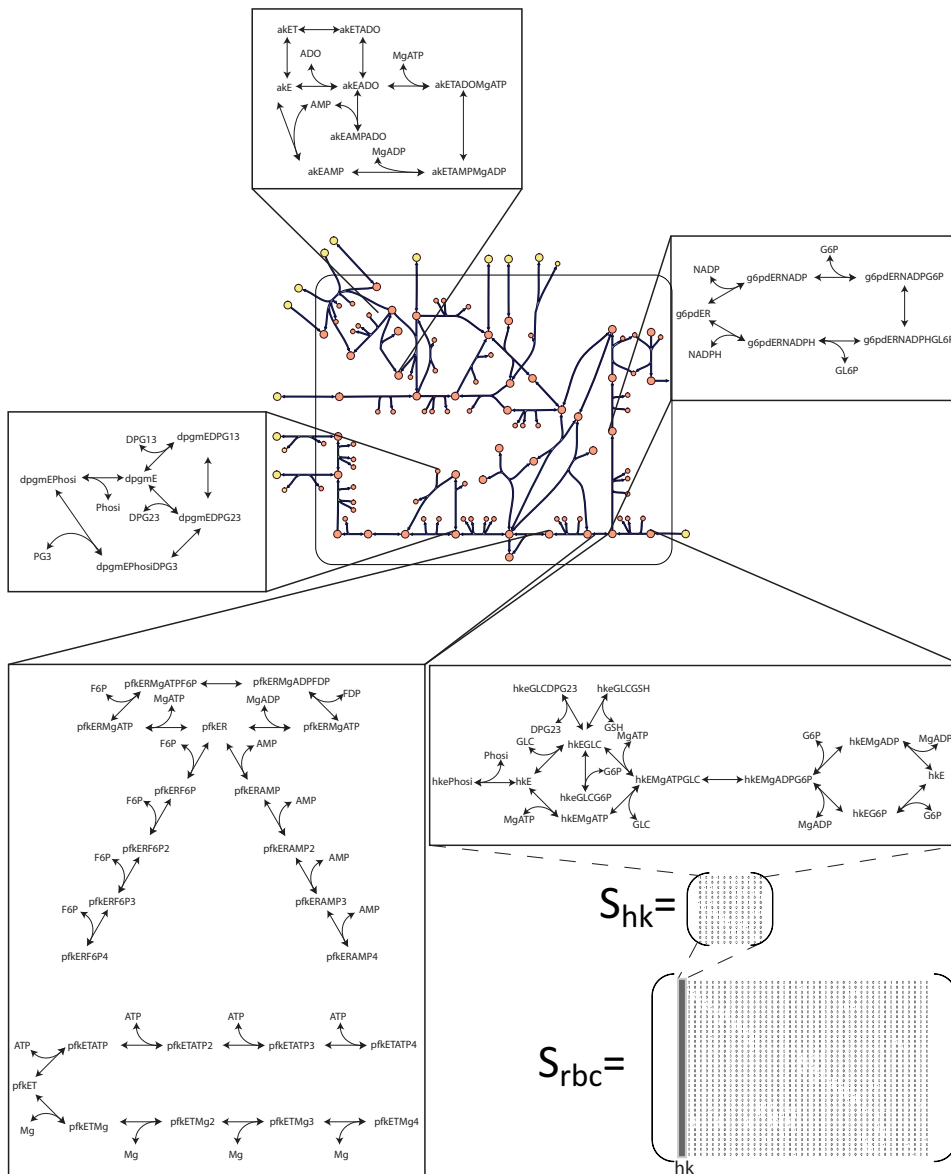 akET akETADO
ADO MgATP
akE akEADO akETADOMgATP
AMP
akEAMPADO
MgADP
akEAMP akETAMPMgADP
G6P
NADP g6pdERNADP g6pdERNADPG6P
g6pdER
NADPH g6pdERNADPH g6pdERNADPHGL6P
GL6P
DPG13 dpgmEDPG13
dpgmEPhosi dpgmE
Phosi
DPG23 dpgmEDPG23
PG3
dpgmEPhosiDPG3
F6P pfkERMgATPF6P pfkERMgADPFDP
MgATP MgADP FDP
pfkERMgATP pfkER pfkERMgATP
F6P AMP
pfkERF6P pfkERAMP
F6P AMP
pfkERF6P2 pfkERAMP2
F6P AMP
pfkERF6P3 pfkERAMP3
F6P AMP
pfkERF6P4 pfkERAMP4
ATP ATP ATP
ATP pfkETATP pfkETATP2 pfkETATP3 pfkETATP4
pfkET
Mg pfkETMg pfkETMg2 pfkETMg3 pfkETMg4
Mg Mg Mg
hkeGLCDPG23 hkeGLCGSH
DPG23 GSH
GLC hkEGLC MgATP
Phosi G6P
hkePhosi hkE hkEMgATPGLC hkEMgADPG6P
hkeGLCG6P
MgATP hkEMgATP GLC
G6P hkEMgADP MgADP
hkE
MgADP hkEG6P G6P
Shk=
Srbc=
hk